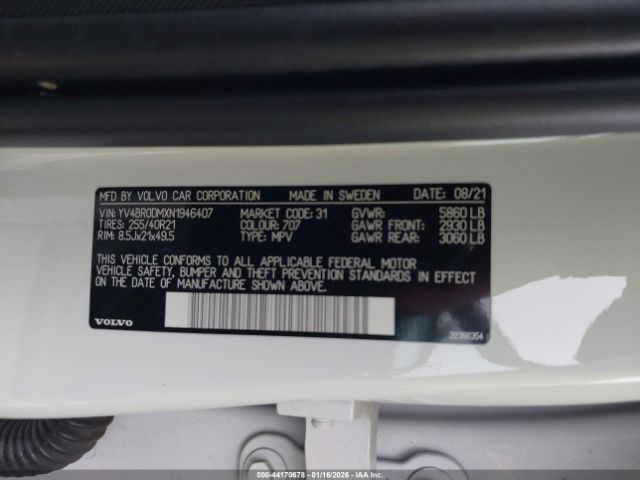 MFD BY VOLVO CAR CORPORATION MADE IN SWEDEN DATE: 08/21
VIN: YV4BR0DMXN1946407 MARKET CODE: 31 GVWR: 5860 LB
TIRES: 255/40R21 COLOUR: 707 GAWR FRONT: 2930 LB
RIM: 8.5Jx21x49.5 TYPE: MPV GAWR REAR: 3060 LB
THIS VEHICLE CONFORMS TO ALL APPLICABLE FEDERAL MOTOR
VEHICLE SAFETY, BUMPER AND THEFT PREVENTION STANDARDS IN EFFECT
ON THE DATE OF MANUFACTURE SHOWN ABOVE.
VOLVO 32366354
000-44170678 - 01/16/2026 - IAAI.COM